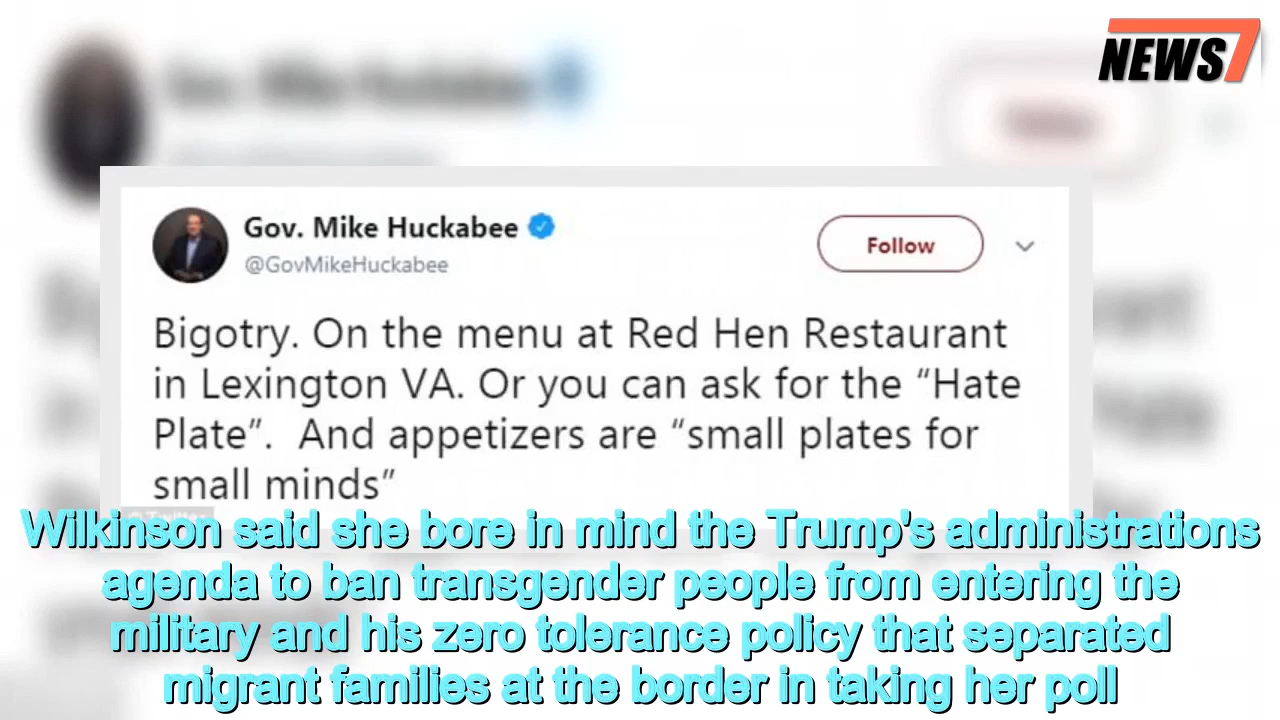 NEWS7
Gov. Mike Huckabee
@GovMikeHuckabee
Follow
Bigotry. On the menu at Red Hen Restaurant
in Lexington VA. Or you can ask for the “Hate
Plate”.  And appetizers are “small plates for
small minds”
Wilkinson said she bore in mind the Trump's administrations
agenda to ban transgender people from entering the
military and his zero tolerance policy that separated
migrant families at the border in taking her poll